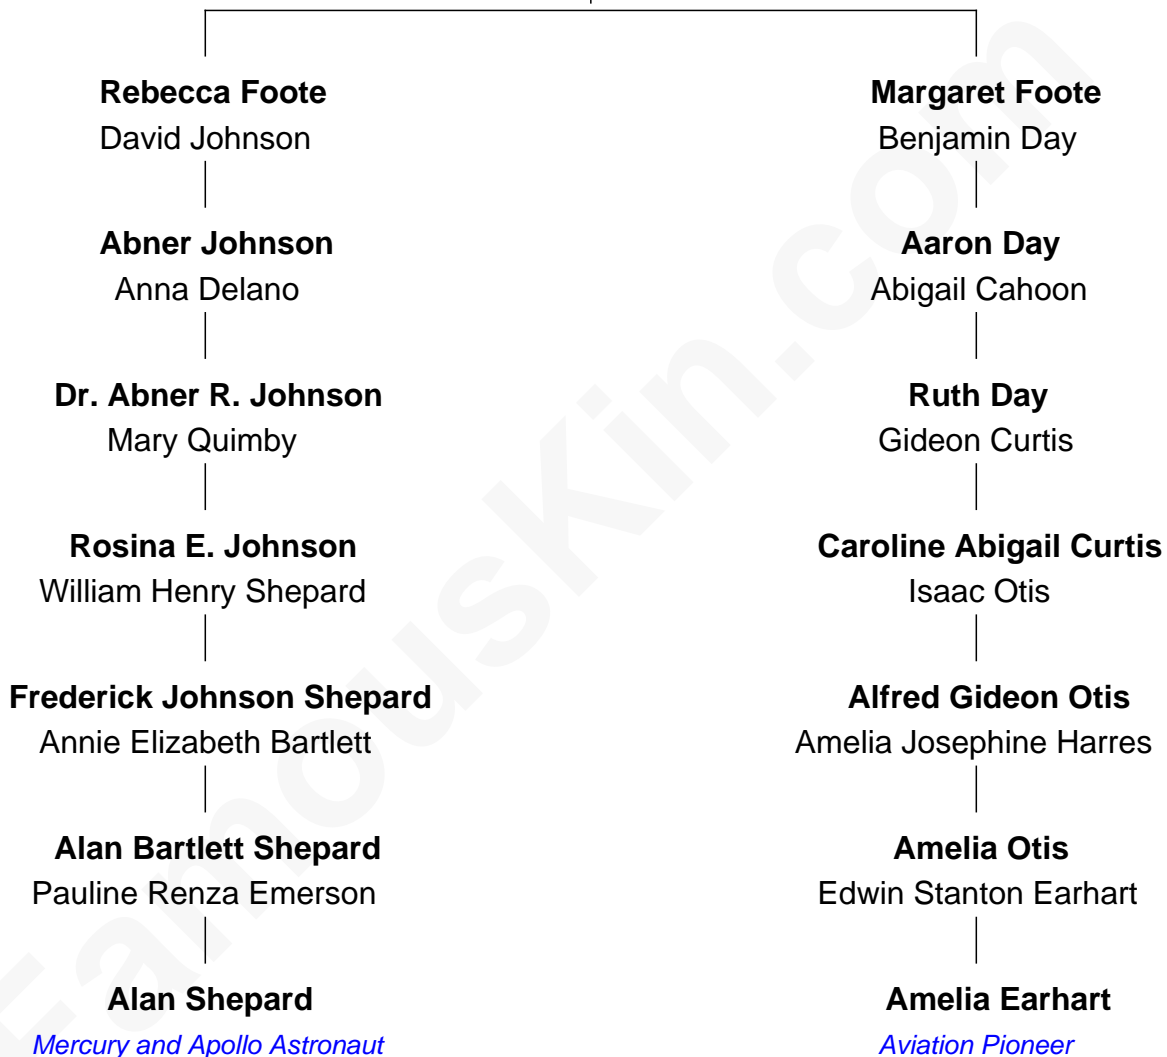 Rebecca Foote
David Johnson
Margaret Foote
Benjamin Day
Abner Johnson
Anna Delano
Aaron Day
Abigail Cahoon
Dr. Abner R. Johnson
Mary Quimby
Ruth Day
Gideon Curtis
Rosina E. Johnson
William Henry Shepard
Caroline Abigail Curtis
Isaac Otis
Frederick Johnson Shepard
Annie Elizabeth Bartlett
Alfred Gideon Otis
Amelia Josephine Harres
Alan Bartlett Shepard
Pauline Renza Emerson
Amelia Otis
Edwin Stanton Earhart
Alan Shepard
Mercury and Apollo Astronaut
Amelia Earhart
Aviation Pioneer
FamousKin.com